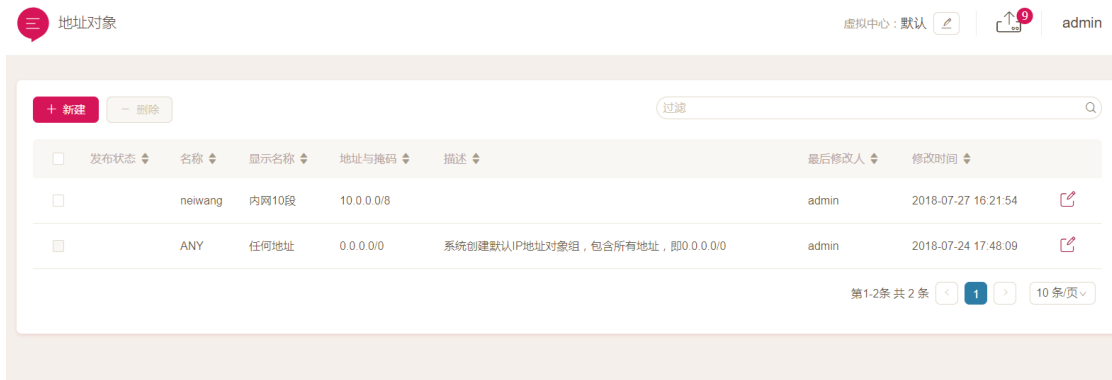 地址对象 虚拟中心 : 默认 9 admin
+ 新建 − 删除 过滤
发布状态 名称 显示名称 地址与掩码 描述 最后修改人 修改时间
neiwang 内网10段 10.0.0.0/8 admin 2018-07-27 16:21:54
ANY 任何地址 0.0.0.0/0 系统创建默认IP地址对象组，包含所有地址，即0.0.0.0/0 admin 2018-07-24 17:48:09
第1-2条 共 2 条 < 1 > 10 条/页